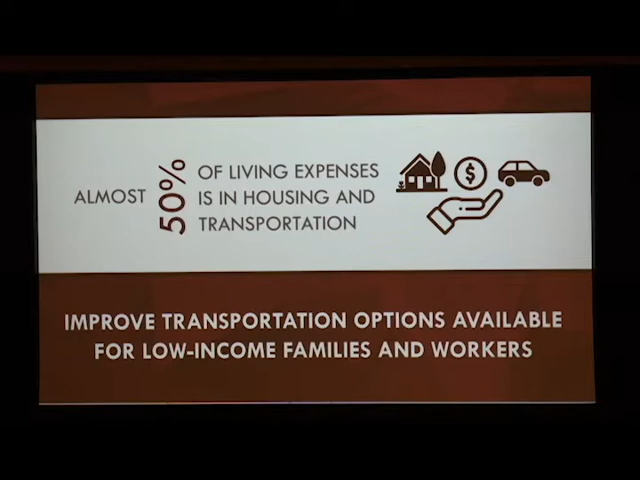 ALMOST
50%
OF LIVING EXPENSES
IS IN HOUSING AND
TRANSPORTATION
$
IMPROVE TRANSPORTATION OPTIONS AVAILABLE
FOR LOW-INCOME FAMILIES AND WORKERS